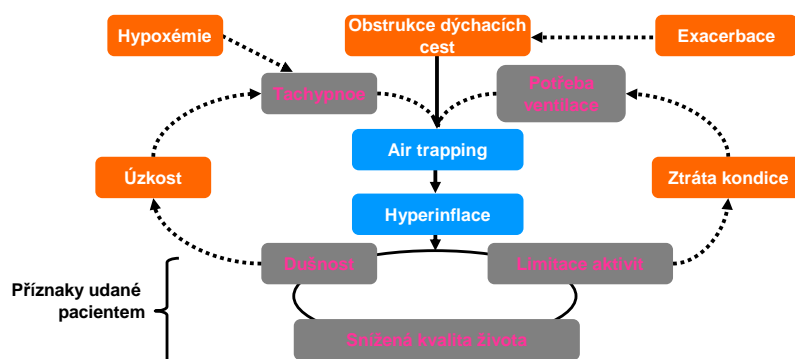 Hypoxémie
Obstrukce dýchacích
cest
Exacerbace
Tachypnoe
Potřeba
ventilace
Air trapping
Úzkost
Ztráta kondice
Hyperinflace
Dušnost
Limitace aktivit
Příznaky udané
pacientem
Snížená kvalita života